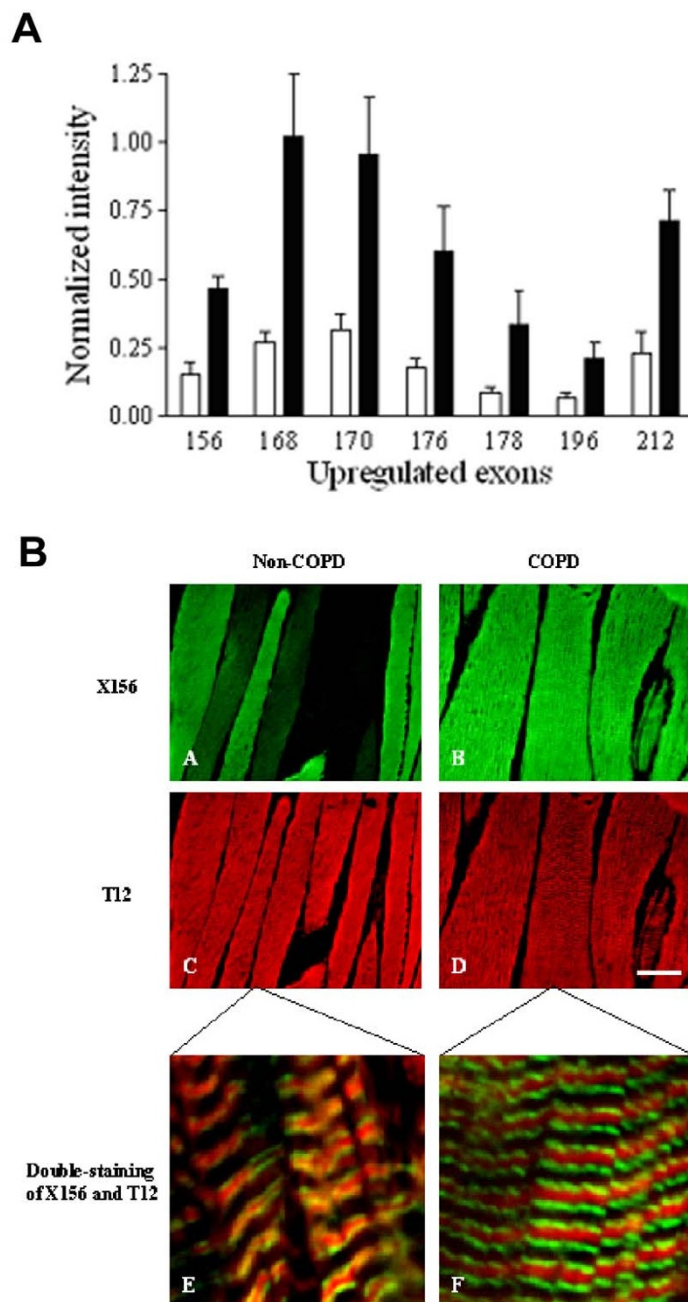 A
Normalized intensity
1.25
1.00
0.75
0.50
0.25
0.00
156 168 170 176 178 196 212
Upregulated exons
B
Non-COPD COPD
X156
A B
T12
C D
Double-staining
of X156 and T12
E F